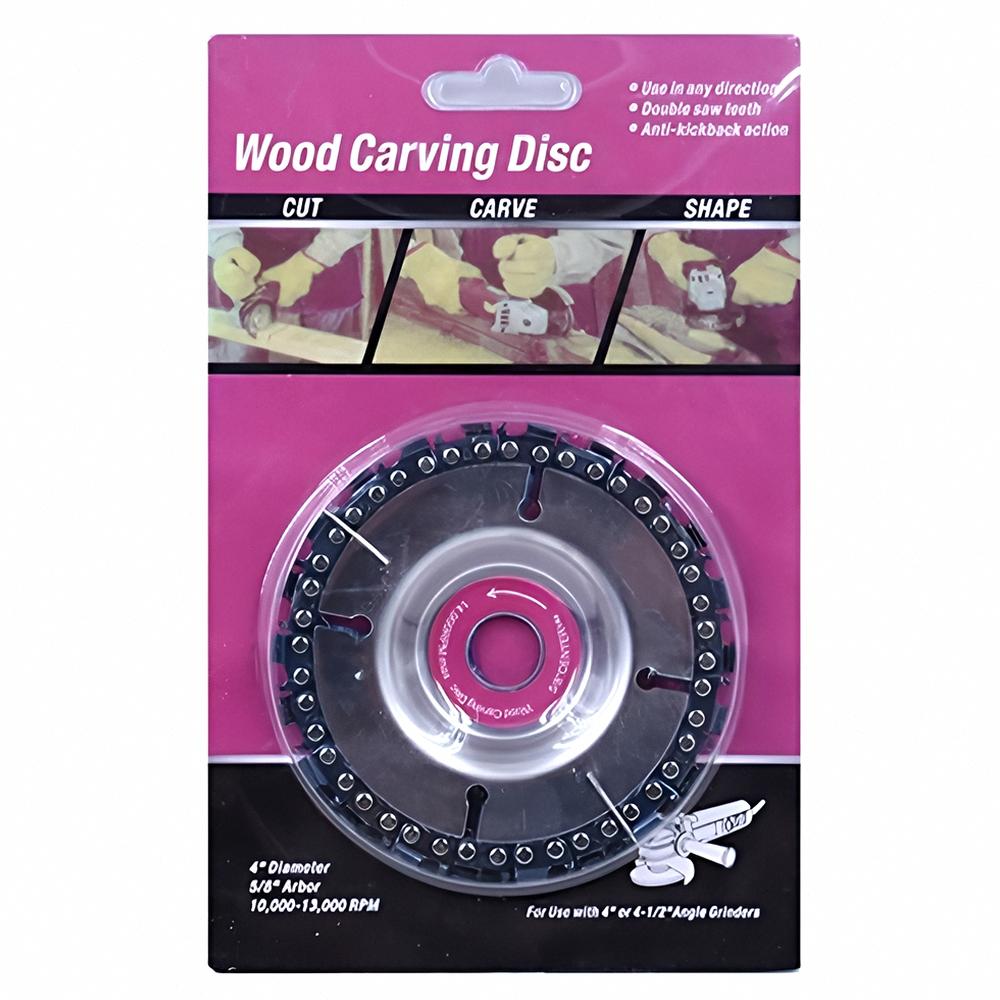 • Use in any direction
• Double saw tooth
• Anti-kickback action
Wood Carving Disc
CUT
CARVE
SHAPE
Wood Carving Disc
4" Diameter
5/8" Arbor
10,000-13,000 RPM
For Use with 4" or 4-1/2" Angle Grinders